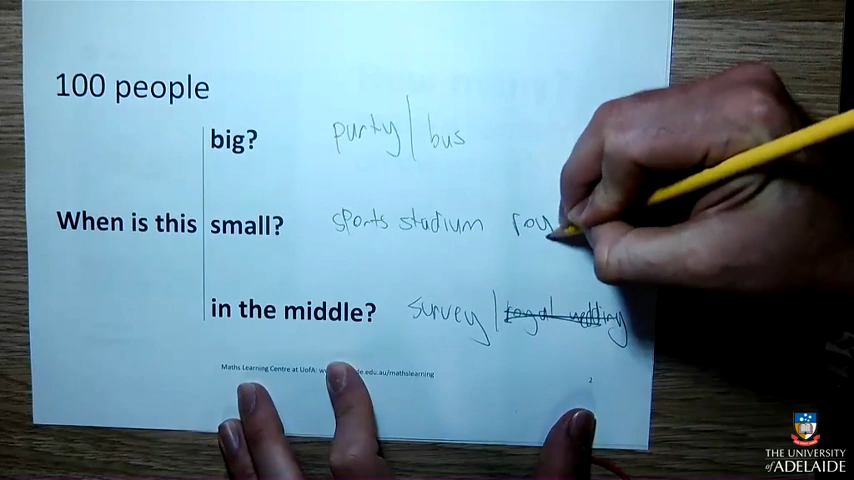 100 people
big? party | bus
When is this small? sports stadium roy
in the middle? survey | royal wedding
Maths Learning Centre at UofA:
2
THE UNIVERSITY
of ADELAIDE